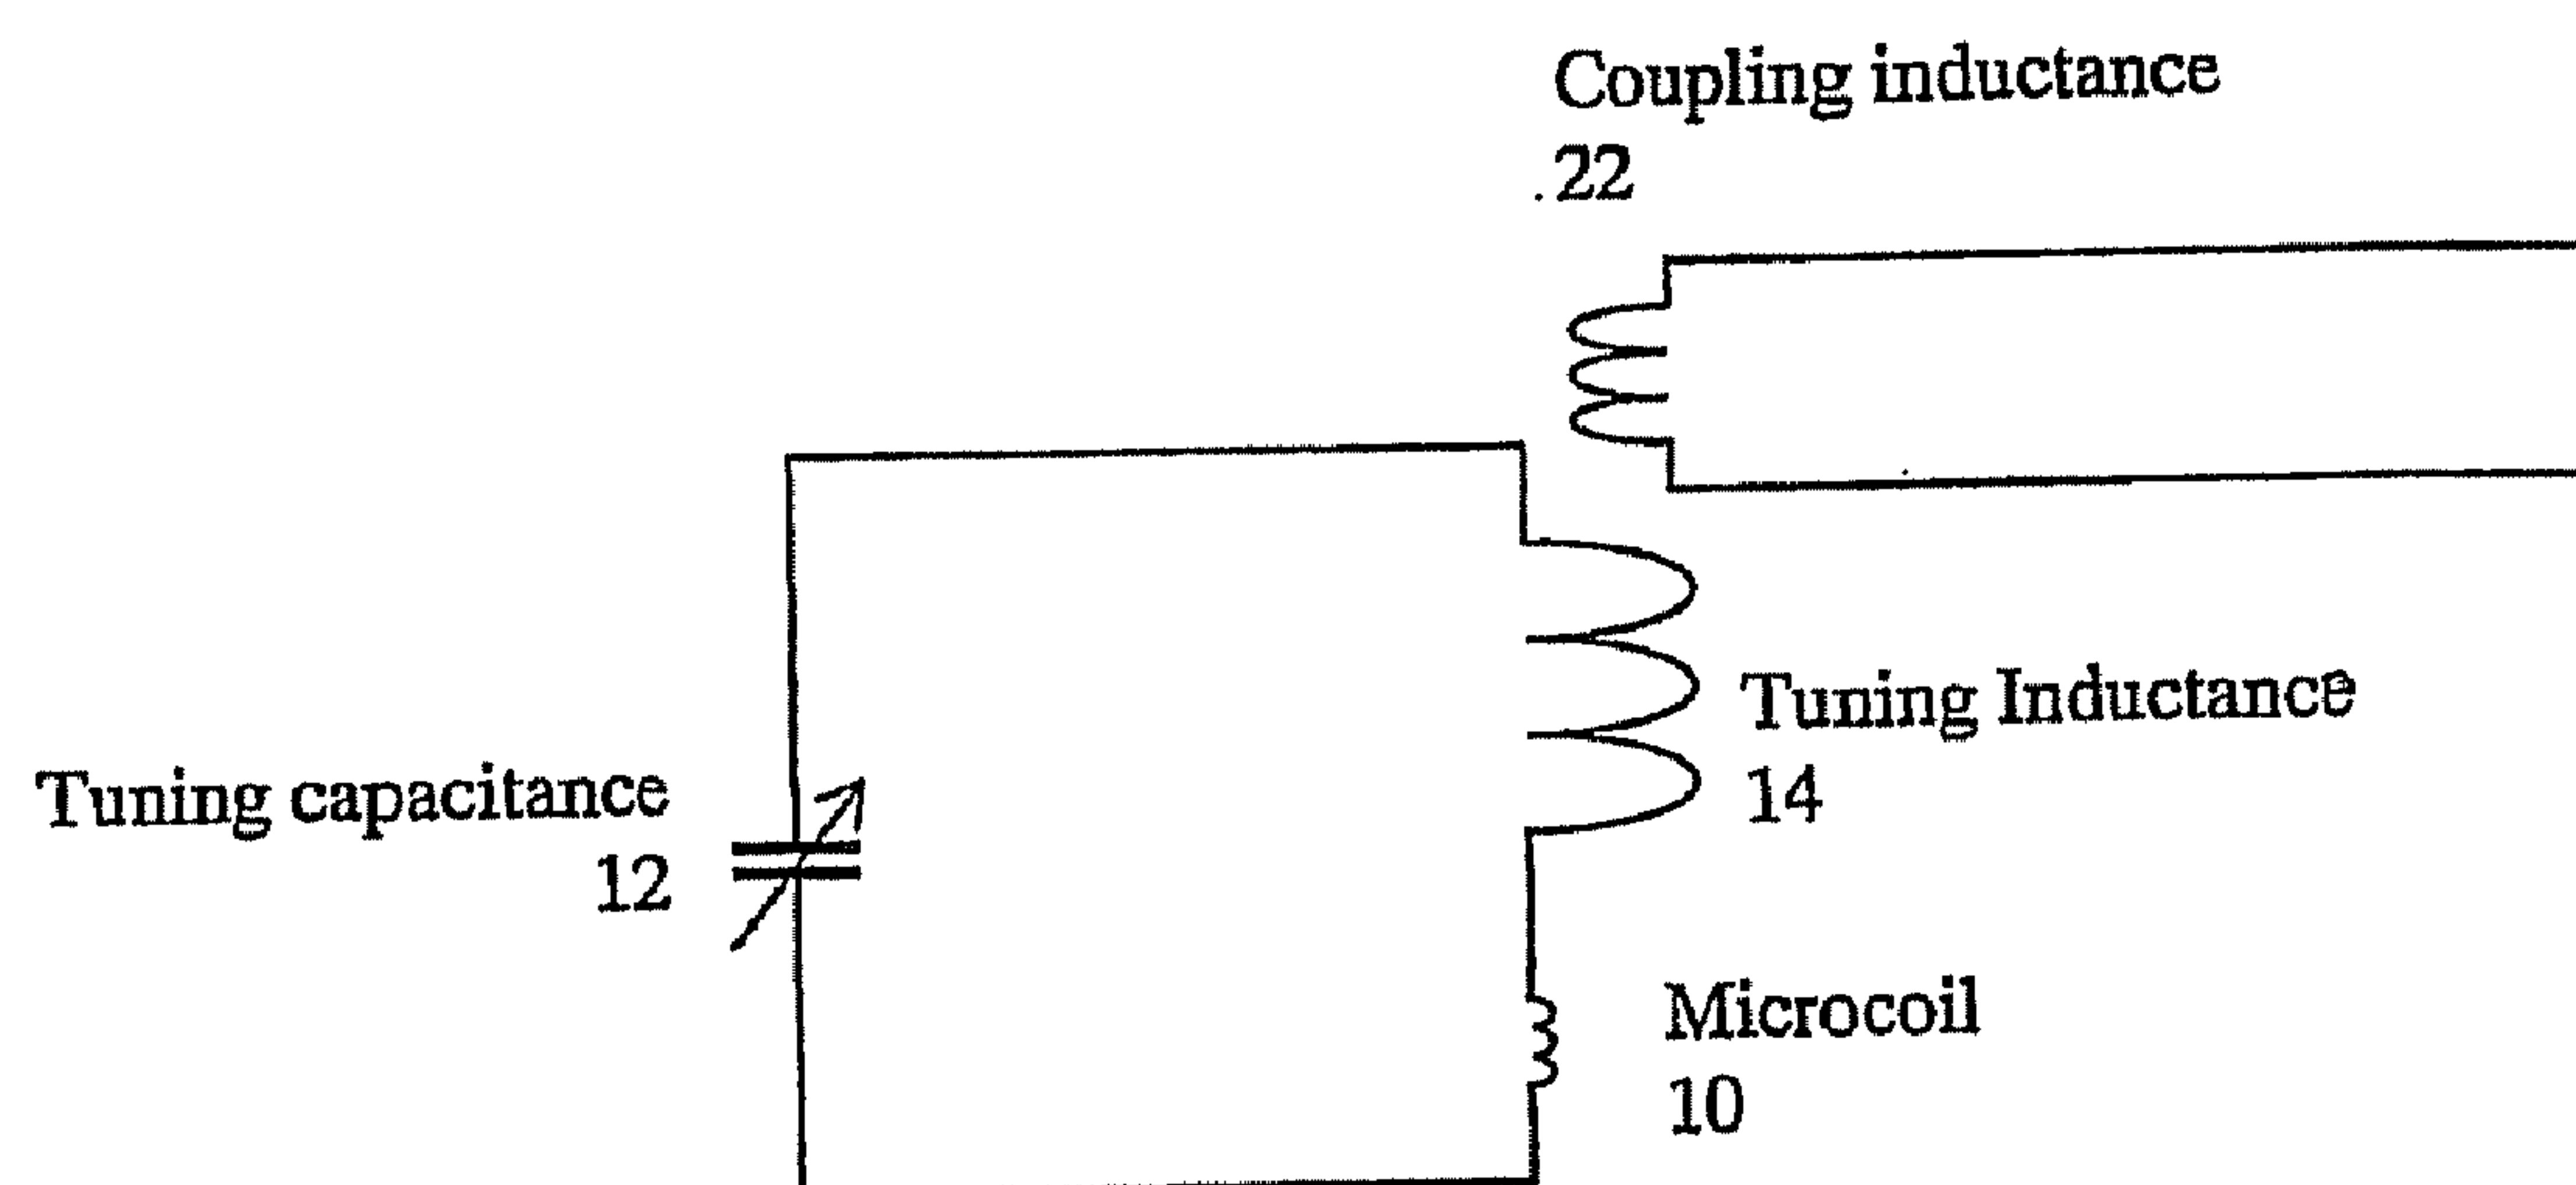 Coupling inductance
22
Tuning Inductance
14
Tuning capacitance
12
Microcoil
10